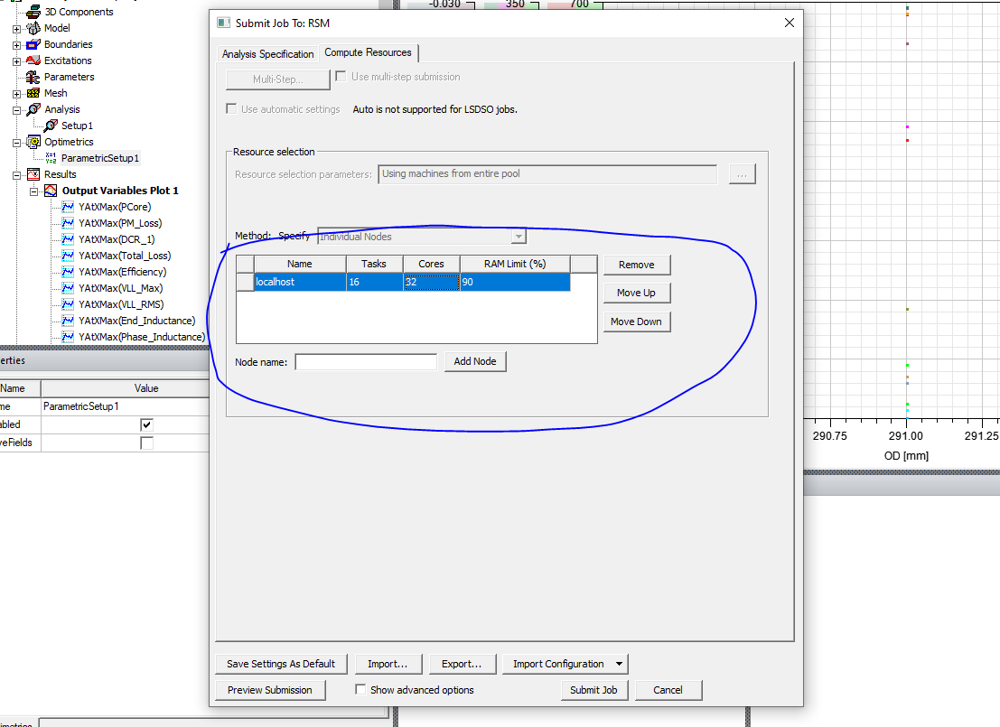 -0.030 350 700
3D Components
Model
Boundaries
Excitations
Parameters
Mesh
Analysis
Setup1
Optimetrics
ParametricSetup1
Results
Output Variables Plot 1
YAtXMax(PCore)
YAtXMax(PM_Loss)
YAtXMax(DCR_1)
YAtXMax(Total_Loss)
YAtXMax(Efficiency)
YAtXMax(VLL_Max)
YAtXMax(VLL_RMS)
YAtXMax(End_Inductance)
YAtXMax(Phase_Inductance)
erties
Name Value
me ParametricSetup1
abled
veFields
Submit Job To: RSM
Analysis Specification Compute Resources
Multi-Step... Use multi-step submission
Use automatic settings Auto is not supported for LSDSO jobs.
Resource selection
Resource selection parameters: Using machines from entire pool ...
Method: Specify Individual Nodes
Name Tasks Cores RAM Limit (%)
localhost 16 32 90
Remove
Move Up
Move Down
Node name: Add Node
Save Settings As Default Import... Export... Import Configuration
Preview Submission Show advanced options Submit Job Cancel
290.75 291.00 291.25
OD [mm]